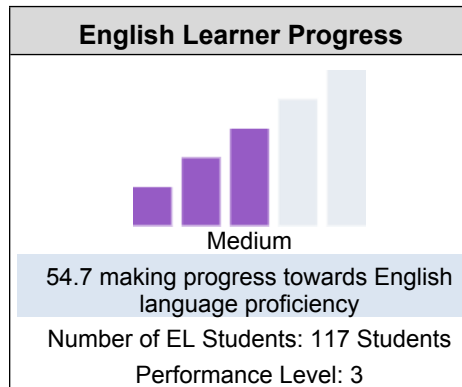 English Learner Progress
Medium
54.7 making progress towards English
language proficiency
Number of EL Students: 117 Students
Performance Level: 3